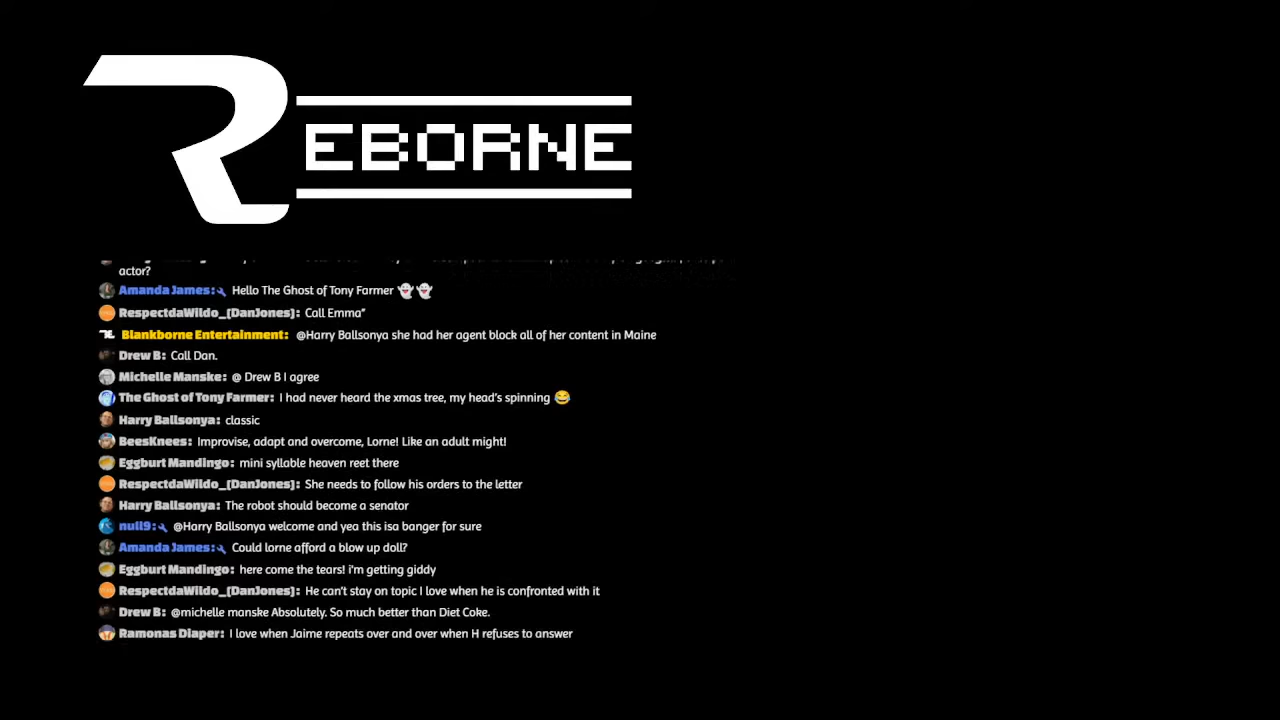 REBORNE
actor?
Amanda James: Hello The Ghost of Tony Farmer 👻👻
RespectdaWildo_(DanJones): Call Emma"
Blankborne Entertainment: @Harry Ballsonya she had her agent block all of her content in Maine
Drew B: Call Dan.
Michelle Manske: @ Drew B I agree
The Ghost of Tony Farmer: I had never heard the xmas tree, my head's spinning 😂
Harry Ballsonya: classic
BeesKnees: Improvise, adapt and overcome, Lorne! Like an adult might!
Eggburt Mandingo: mini syllable heaven reet there
RespectdaWildo_(DanJones): She needs to follow his orders to the letter
Harry Ballsonya: The robot should become a senator
null9: @Harry Ballsonya welcome and yea this isa banger for sure
Amanda James: Could lorne afford a blow up doll?
Eggburt Mandingo: here come the tears! i'm getting giddy
RespectdaWildo_(DanJones): He can't stay on topic I love when he is confronted with it
Drew B: @michelle manske Absolutely. So much better than Diet Coke.
Ramonas Diaper: I love when Jaime repeats over and over when H refuses to answer